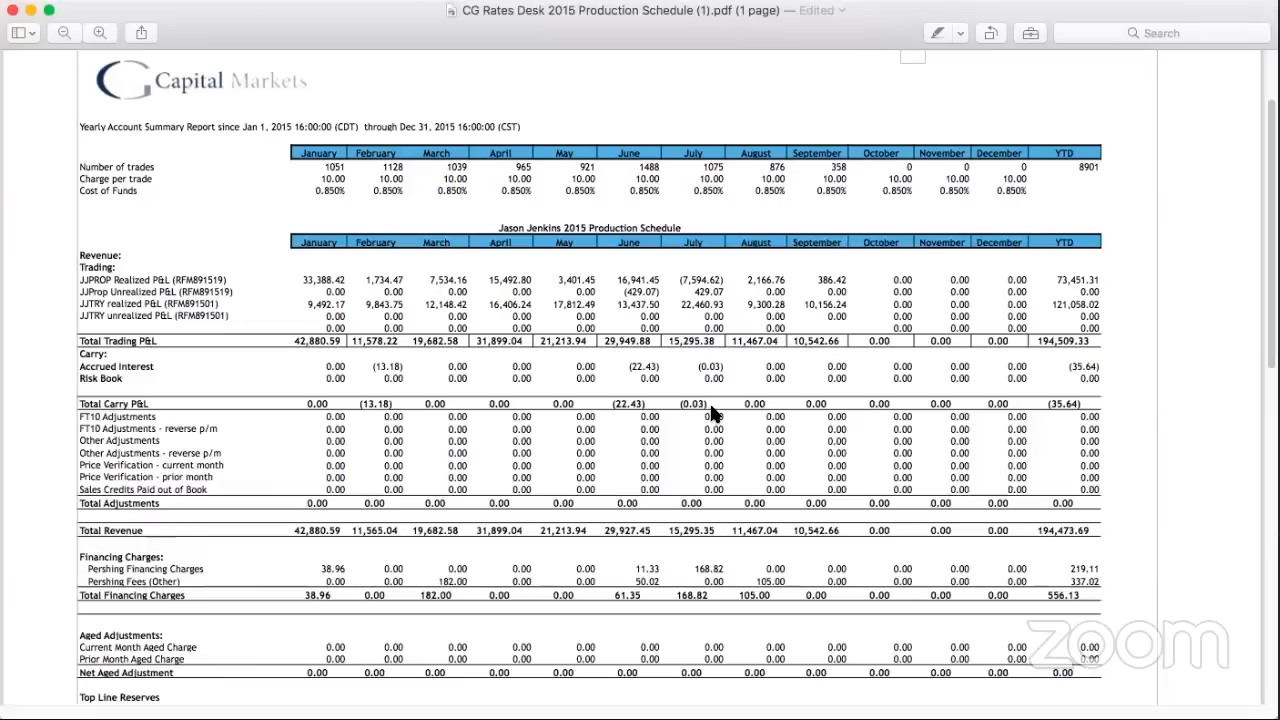 CG Rates Desk 2015 Production Schedule (1).pdf (1 page) — Edited
Search
CG Capital Markets
Yearly Account Summary Report since Jan 1, 2015 16:00:00 (CDT) through Dec 31, 2015 16:00:00 (CST)
January February March April May June July August September October November December YTD
Number of trades 1051 1128 1039 965 921 1488 1075 876 358 0 0 0 8901
Charge per trade 10.00 10.00 10.00 10.00 10.00 10.00 10.00 10.00 10.00 10.00 10.00 10.00
Cost of Funds 0.850% 0.850% 0.850% 0.850% 0.850% 0.850% 0.850% 0.850% 0.850% 0.850% 0.850% 0.850%
Jason Jenkins 2015 Production Schedule
January February March April May June July August September October November December YTD
Revenue:
Trading:
JJPROP Realized P&L (RFM891519) 33,388.42 1,734.47 7,534.16 15,492.80 3,401.45 16,941.45 (7,594.62) 2,166.76 386.42 0.00 0.00 0.00 73,451.31
JJProp Unrealized P&L (RFM891519) 0.00 0.00 0.00 0.00 0.00 (429.07) 429.07 0.00 0.00 0.00 0.00 0.00 0.00
JJTRY realized P&L (RFM891501) 9,492.17 9,843.75 12,148.42 16,406.24 17,812.49 13,437.50 22,460.93 9,300.28 10,156.24 0.00 0.00 0.00 121,058.02
JJTRY unrealized P&L (RFM891501) 0.00 0.00 0.00 0.00 0.00 0.00 0.00 0.00 0.00 0.00 0.00 0.00 0.00
0.00 0.00 0.00 0.00 0.00 0.00 0.00 0.00 0.00 0.00 0.00 0.00 0.00
Total Trading P&L 42,880.59 11,578.22 19,682.58 31,899.04 21,213.94 29,949.88 15,295.38 11,467.04 10,542.66 0.00 0.00 0.00 194,509.33
Carry:
Accrued Interest 0.00 (13.18) 0.00 0.00 0.00 (22.43) (0.03) 0.00 0.00 0.00 0.00 0.00 (35.64)
Risk Book 0.00 0.00 0.00 0.00 0.00 0.00 0.00 0.00 0.00 0.00 0.00 0.00 0.00
Total Carry P&L 0.00 (13.18) 0.00 0.00 0.00 (22.43) (0.03) 0.00 0.00 0.00 0.00 0.00 (35.64)
FT10 Adjustments 0.00 0.00 0.00 0.00 0.00 0.00 0.00 0.00 0.00 0.00 0.00 0.00
FT10 Adjustments - reverse p/m 0.00 0.00 0.00 0.00 0.00 0.00 0.00 0.00 0.00 0.00 0.00 0.00 0.00
Other Adjustments 0.00 0.00 0.00 0.00 0.00 0.00 0.00 0.00 0.00 0.00 0.00 0.00 0.00
Other Adjustments - reverse p/m 0.00 0.00 0.00 0.00 0.00 0.00 0.00 0.00 0.00 0.00 0.00 0.00 0.00
Price Verification - current month 0.00 0.00 0.00 0.00 0.00 0.00 0.00 0.00 0.00 0.00 0.00 0.00 0.00
Price Verification - prior month 0.00 0.00 0.00 0.00 0.00 0.00 0.00 0.00 0.00 0.00 0.00 0.00 0.00
Sales Credits Paid out of Book 0.00 0.00 0.00 0.00 0.00 0.00 0.00 0.00 0.00 0.00 0.00 0.00 0.00
Total Adjustments 0.00 0.00 0.00 0.00 0.00 0.00 0.00 0.00 0.00 0.00 0.00 0.00 0.00
Total Revenue 42,880.59 11,565.04 19,682.58 31,899.04 21,213.94 29,927.45 15,295.35 11,467.04 10,542.66 0.00 0.00 0.00 194,473.69
Financing Charges:
Pershing Financing Charges 38.96 0.00 0.00 0.00 0.00 11.33 168.82 0.00 0.00 0.00 0.00 0.00 219.11
Pershing Fees (Other) 0.00 0.00 182.00 0.00 0.00 50.02 0.00 105.00 0.00 0.00 0.00 0.00 337.02
Total Financing Charges 38.96 0.00 182.00 0.00 0.00 61.35 168.82 105.00 0.00 0.00 0.00 0.00 556.13
Aged Adjustments:
Current Month Aged Charge 0.00 0.00 0.00 0.00 0.00 0.00 0.00 0.00 0.00 0.00 0.00 0.00 0.00
Prior Month Aged Charge 0.00 0.00 0.00 0.00 0.00 0.00 0.00 0.00 0.00 0.00 0.00 0.00 0.00
Net Aged Adjustment 0.00 0.00 0.00 0.00 0.00 0.00 0.00 0.00 0.00 0.00 0.00 0.00 0.00
Top Line Reserves
zoom